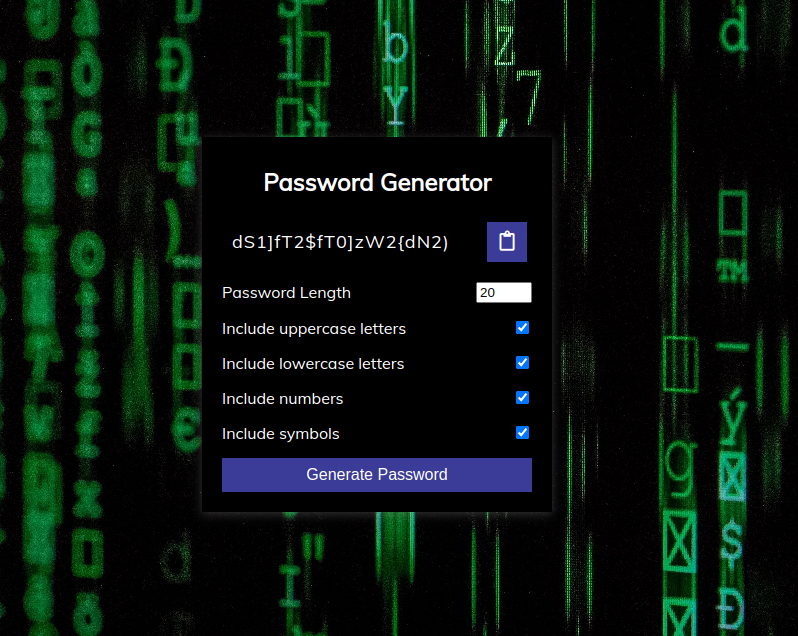 Password Generator
dS1]fT2$fT0]zW2{dN2)
Password Length 20
Include uppercase letters
Include lowercase letters
Include numbers
Include symbols
Generate Password